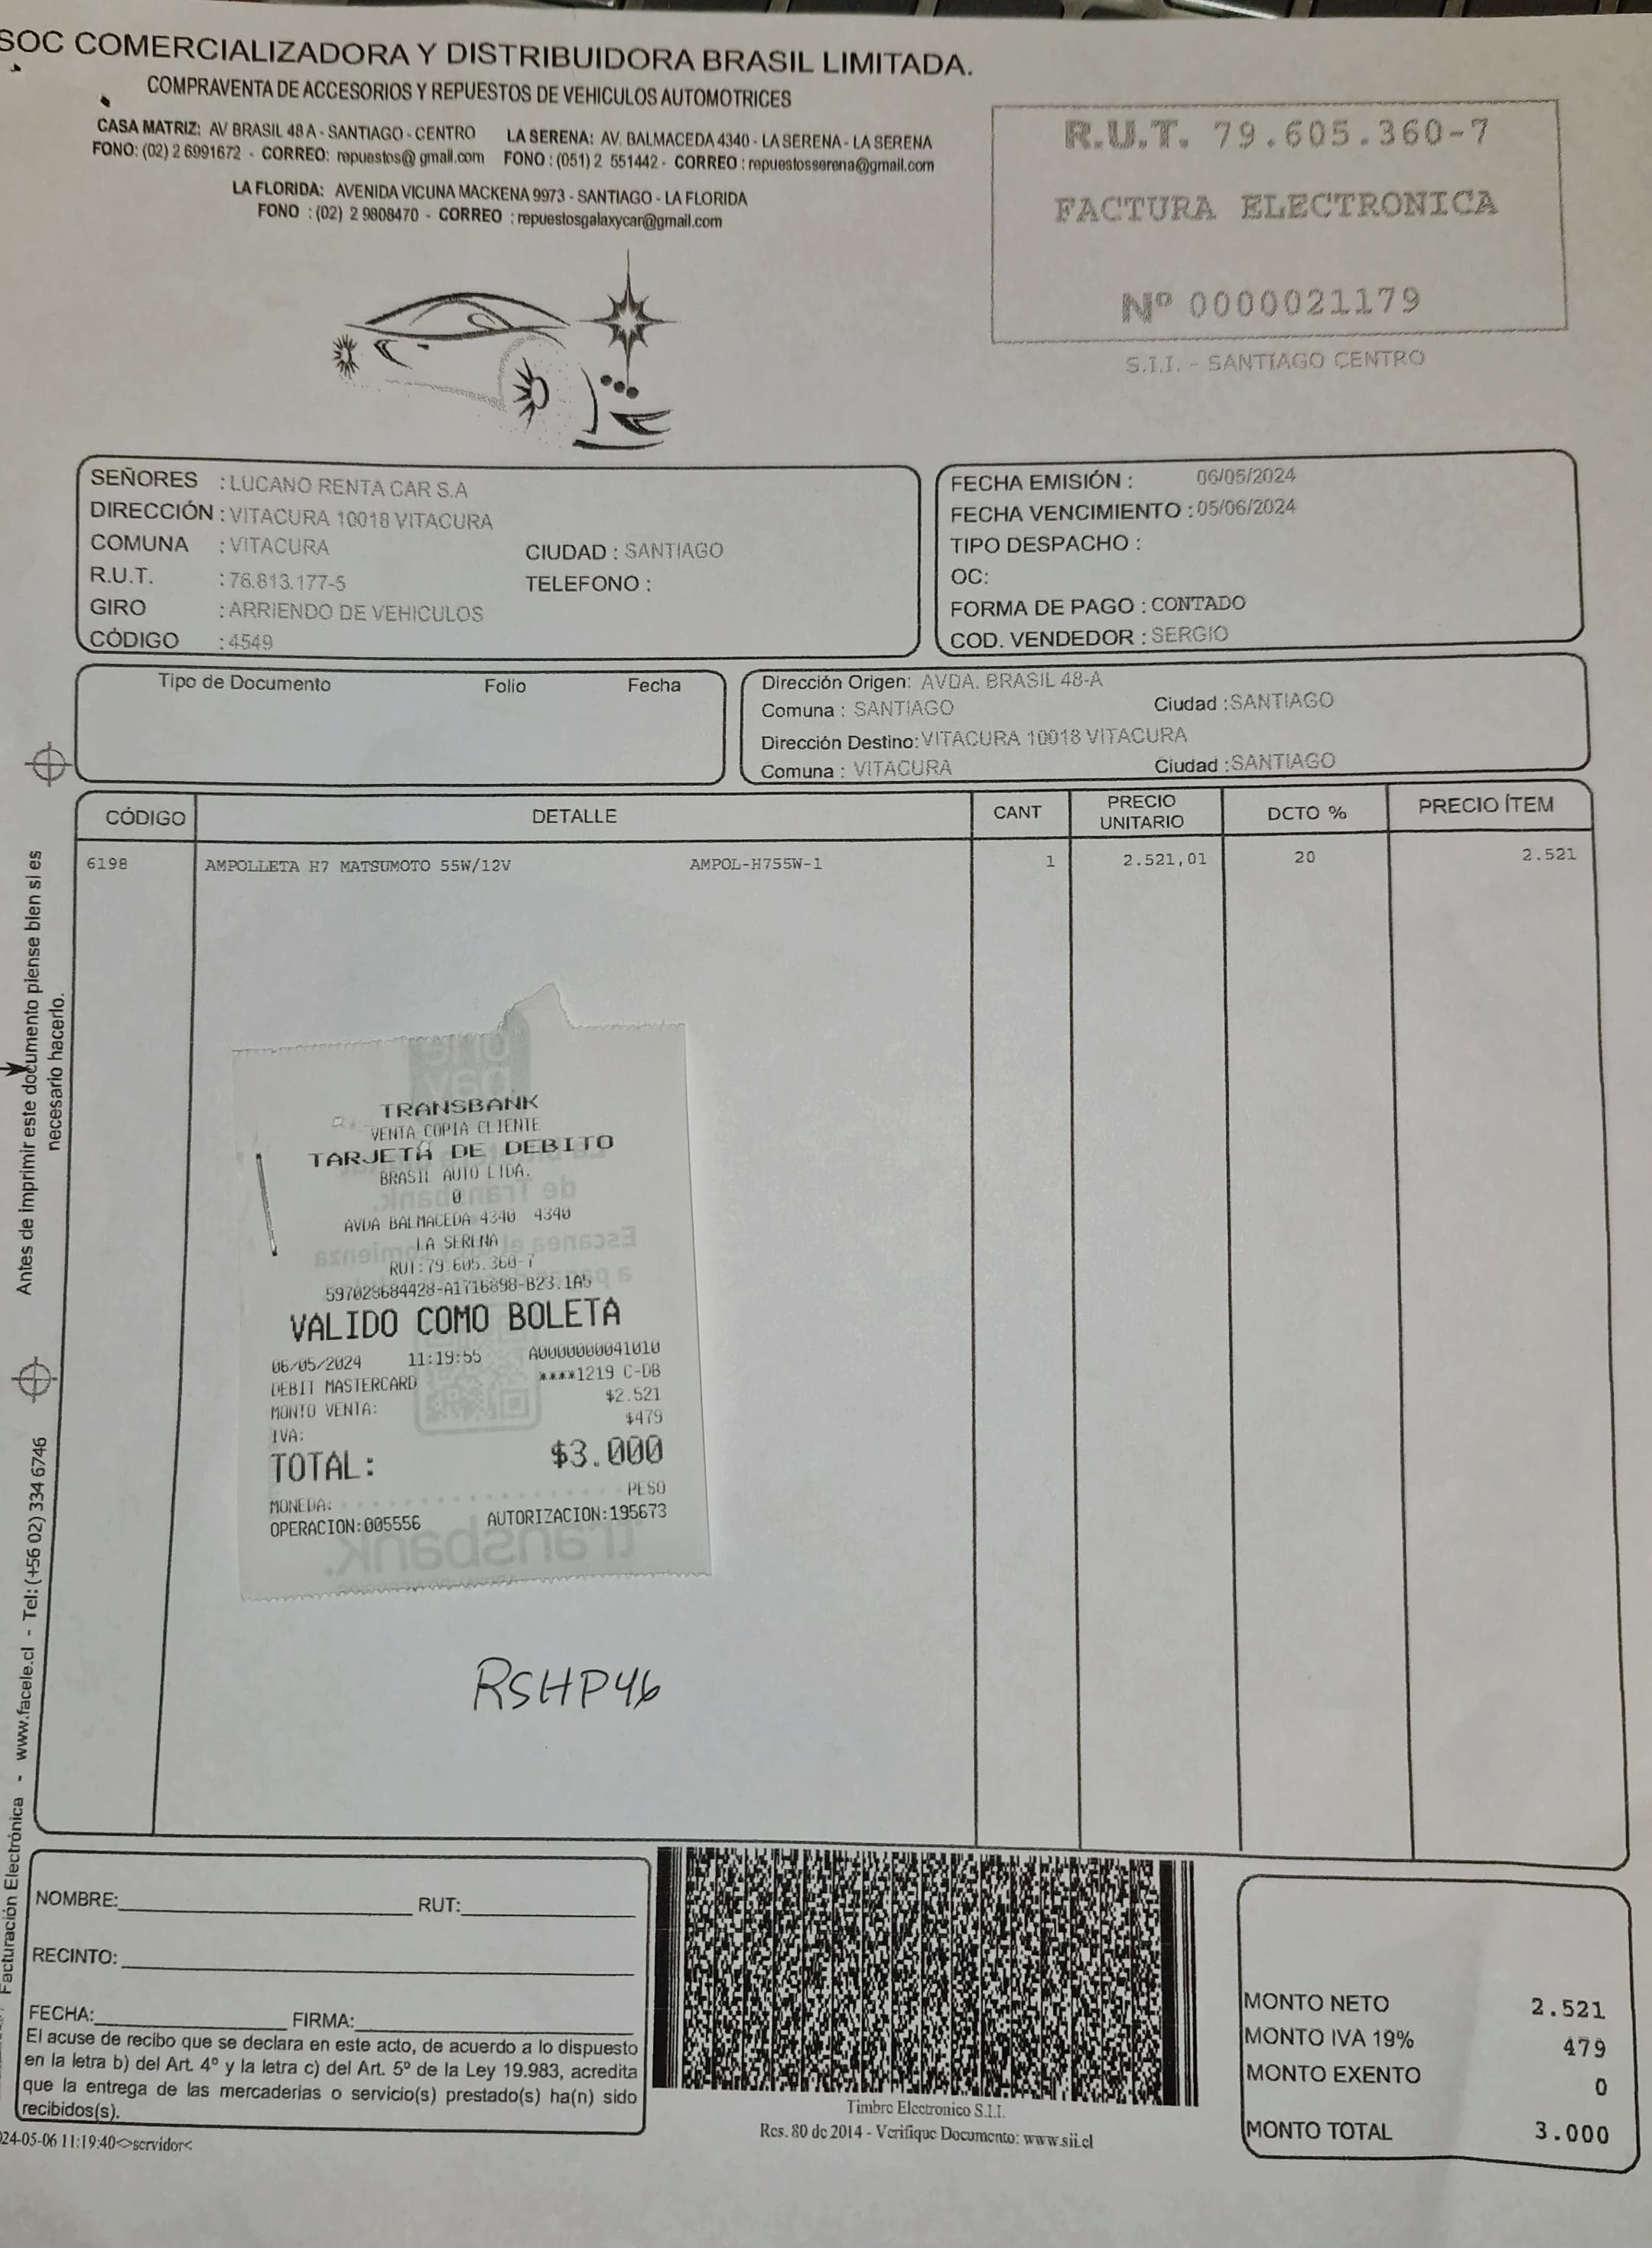 SOC COMERCIALIZADORA Y DISTRIBUIDORA BRASIL LIMITADA.
COMPRAVENTA DE ACCESORIOS Y REPUESTOS DE VEHICULOS AUTOMOTRICES
CASA MATRIZ: AV BRASIL 48 A - SANTIAGO - CENTRO
FONO: (02) 2 6991672 - CORREO: repuestos@ gmail.com
LA SERENA: AV. BALMACEDA 4340 - LA SERENA - LA SERENA
FONO : (051) 2 551442 - CORREO : repuestosserena@gmail.com
LA FLORIDA: AVENIDA VICUNA MACKENA 9973 - SANTIAGO - LA FLORIDA
FONO : (02) 2 9808470 - CORREO : repuestosgalaxycar@gmail.com
R.U.T. 79.605.360-7
FACTURA ELECTRONICA
Nº 0000021179
S.I.I. - SANTIAGO CENTRO
SEÑORES : LUCANO RENTA CAR S.A
DIRECCIÓN : VITACURA 10018 VITACURA
COMUNA : VITACURA CIUDAD : SANTIAGO
R.U.T. : 76.813.177-5 TELEFONO :
GIRO : ARRIENDO DE VEHICULOS
CÓDIGO : 4549
FECHA EMISIÓN : 06/05/2024
FECHA VENCIMIENTO : 05/06/2024
TIPO DESPACHO :
OC:
FORMA DE PAGO : CONTADO
COD. VENDEDOR : SERGIO
Tipo de Documento Folio Fecha
Dirección Origen: AVDA. BRASIL 48-A
Comuna : SANTIAGO Ciudad : SANTIAGO
Dirección Destino: VITACURA 10018 VITACURA
Comuna : VITACURA Ciudad : SANTIAGO
CÓDIGO DETALLE CANT PRECIO UNITARIO DCTO % PRECIO ÍTEM
6198 AMPOLLETA H7 MATSUMOTO 55W/12V AMPOL-H755W-1 1 2.521,01 20 2.521
TRANSBANK
VENTA COPIA CLIENTE
TARJETA DE DEBITO
BRASIL AUTO LTDA.
0
AVDA BALMACEDA 4340 4340
LA SERENA
RUT:79.605.360-7
597028684428-A1716898-B23.1A5
VALIDO COMO BOLETA
06/05/2024 11:19:55 A0000000041010
DEBIT MASTERCARD ****1219 C-DB
MONTO VENTA: $2.521
IVA: $479
TOTAL: $3.000
MONEDA: PESO
OPERACION:005556 AUTORIZACION:195673
RSHP46
Antes de imprimir este documento piense bien si es
necesario hacerlo.
Facturación Electrónica - www.facele.cl - Tel: (+56 02) 334 6746
NOMBRE: RUT:
RECINTO:
FECHA: FIRMA:
El acuse de recibo que se declara en este acto, de acuerdo a lo dispuesto
en la letra b) del Art. 4º y la letra c) del Art. 5º de la Ley 19.983, acredita
que la entrega de las mercaderias o servicio(s) prestado(s) ha(n) sido
recibidos(s).
24-05-06 11:19:40<>servidor<
Timbre Electronico S.I.I.
Res. 80 de 2014 - Verifique Documento: www.sii.cl
MONTO NETO 2.521
MONTO IVA 19% 479
MONTO EXENTO 0
MONTO TOTAL 3.000